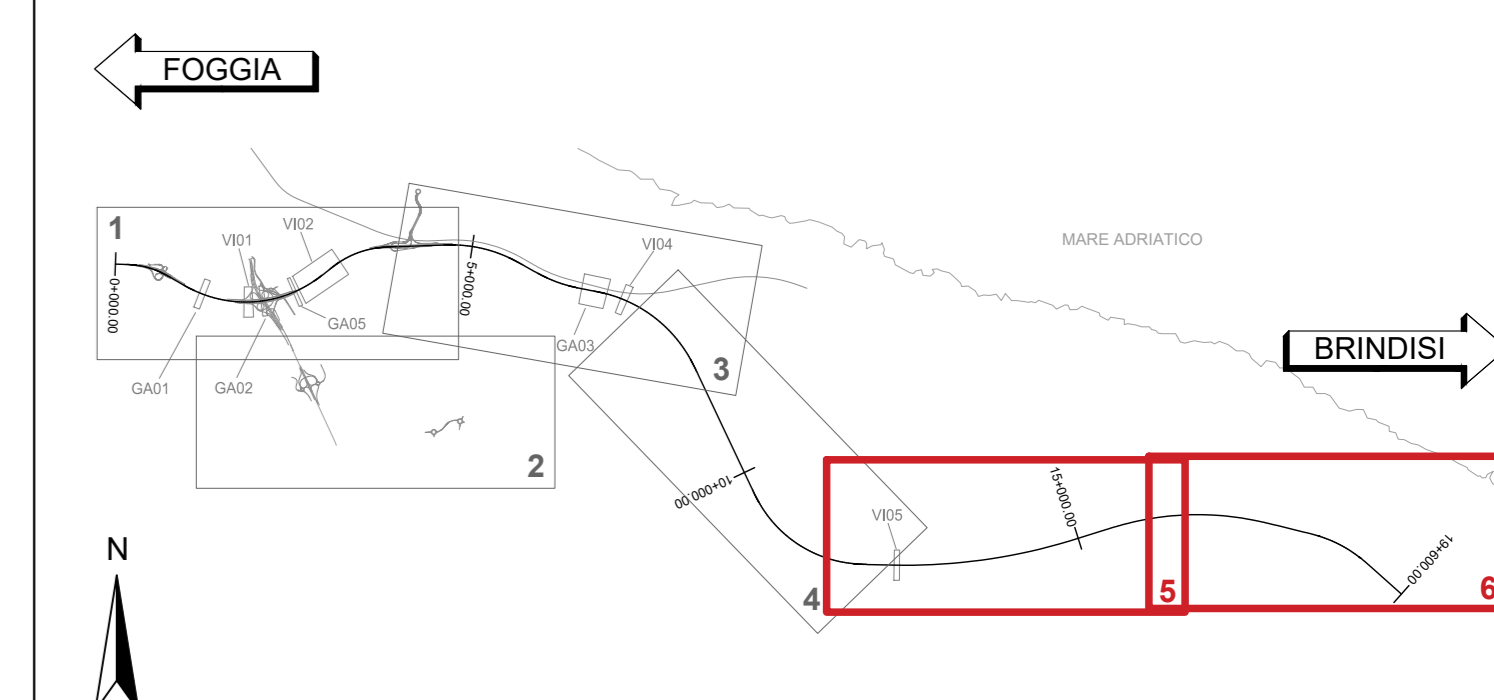 FOGGIA
MARE ADRIATICO
1
VI01
VI02
VI04
0+000.00
5+000.00
GA05
GA03
BRINDISI
GA01
GA02
3
2
10+000.00
15+000.00
VI05
19+600.00
N
4
5
6